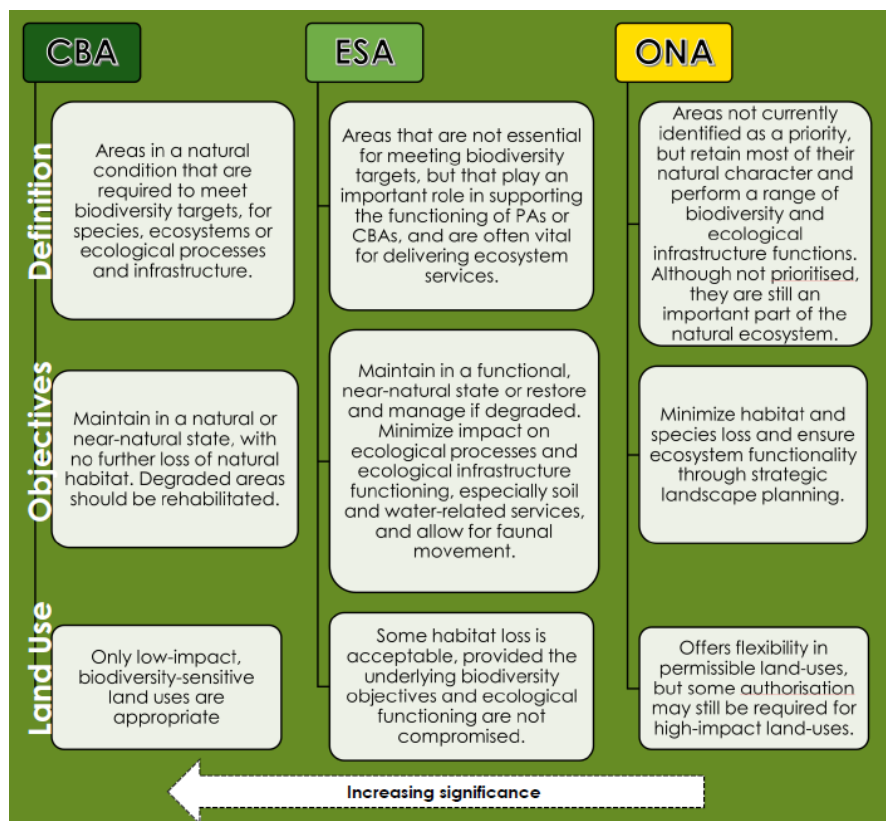 CBA
ESA
ONA
Definition
Areas in a natural
condition that are
required to meet
biodiversity targets, for
species, ecosystems or
ecological processes
and infrastructure.
Areas that are not essential
for meeting biodiversity
targets, but that play an
important role in supporting
the functioning of PAs or
CBAs, and are often vital
for delivering ecosystem
services.
Areas not currently
identified as a priority,
but retain most of their
natural character and
perform a range of
biodiversity and
ecological
infrastructure functions.
Although not prioritised,
they are still an
important part of the
natural ecosystem.
Objectives
Maintain in a natural or
near-natural state, with
no further loss of natural
habitat. Degraded areas
should be rehabilitated.
Maintain in a functional,
near-natural state or restore
and manage if degraded.
Minimize impact on
ecological processes and
ecological infrastructure
functioning, especially soil
and water-related services,
and allow for faunal
movement.
Minimize habitat and
species loss and ensure
ecosystem functionality
through strategic
landscape planning.
Land Use
Only low-impact,
biodiversity-sensitive
land uses are
appropriate
Some habitat loss is
acceptable, provided the
underlying biodiversity
objectives and ecological
functioning are not
compromised.
Offers flexibility in
permissible land-uses,
but some authorisation
may still be required for
high-impact land-uses.
Increasing significance